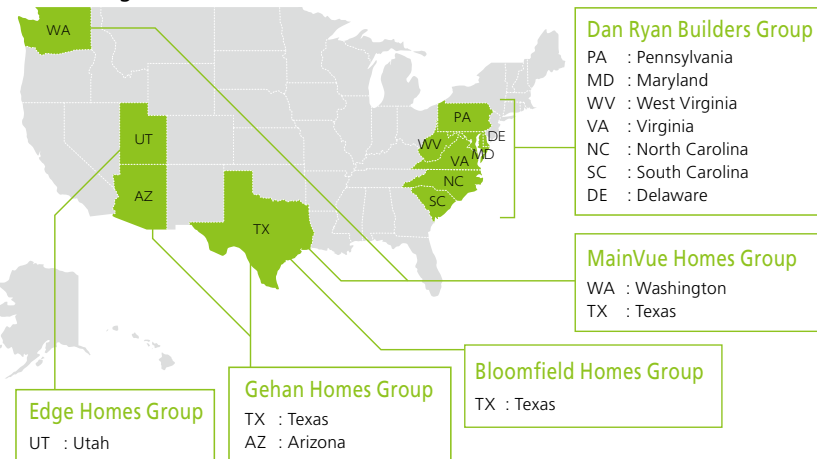 WA
UT
AZ
TX
PA
DE
WV
VA
MD
NC
SC
Dan Ryan Builders Group
PA : Pennsylvania
MD : Maryland
WV : West Virginia
VA : Virginia
NC : North Carolina
SC : South Carolina
DE : Delaware
MainVue Homes Group
WA : Washington
TX : Texas
Bloomfield Homes Group
TX : Texas
Gehan Homes Group
TX : Texas
AZ : Arizona
Edge Homes Group
UT : Utah